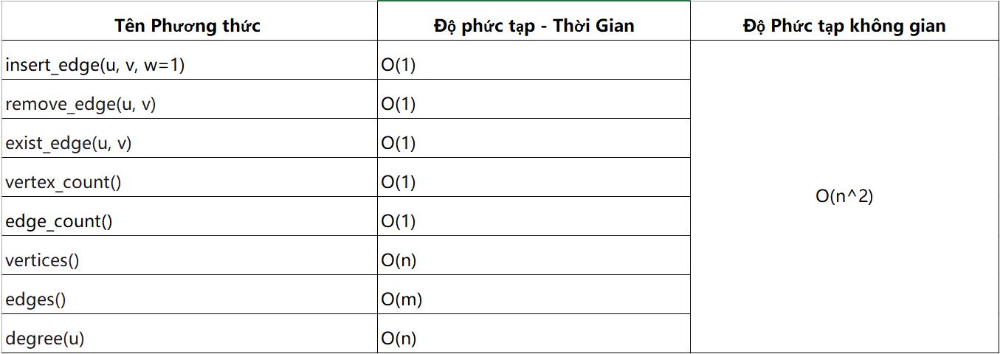 Tên Phương thức Độ phức tạp - Thời Gian Độ Phức tạp không gian
insert_edge(u, v, w=1) O(1)
remove_edge(u, v) O(1)
exist_edge(u, v) O(1)
vertex_count() O(1)
O(n^2)
edge_count() O(1)
vertices() O(n)
edges() O(m)
degree(u) O(n)